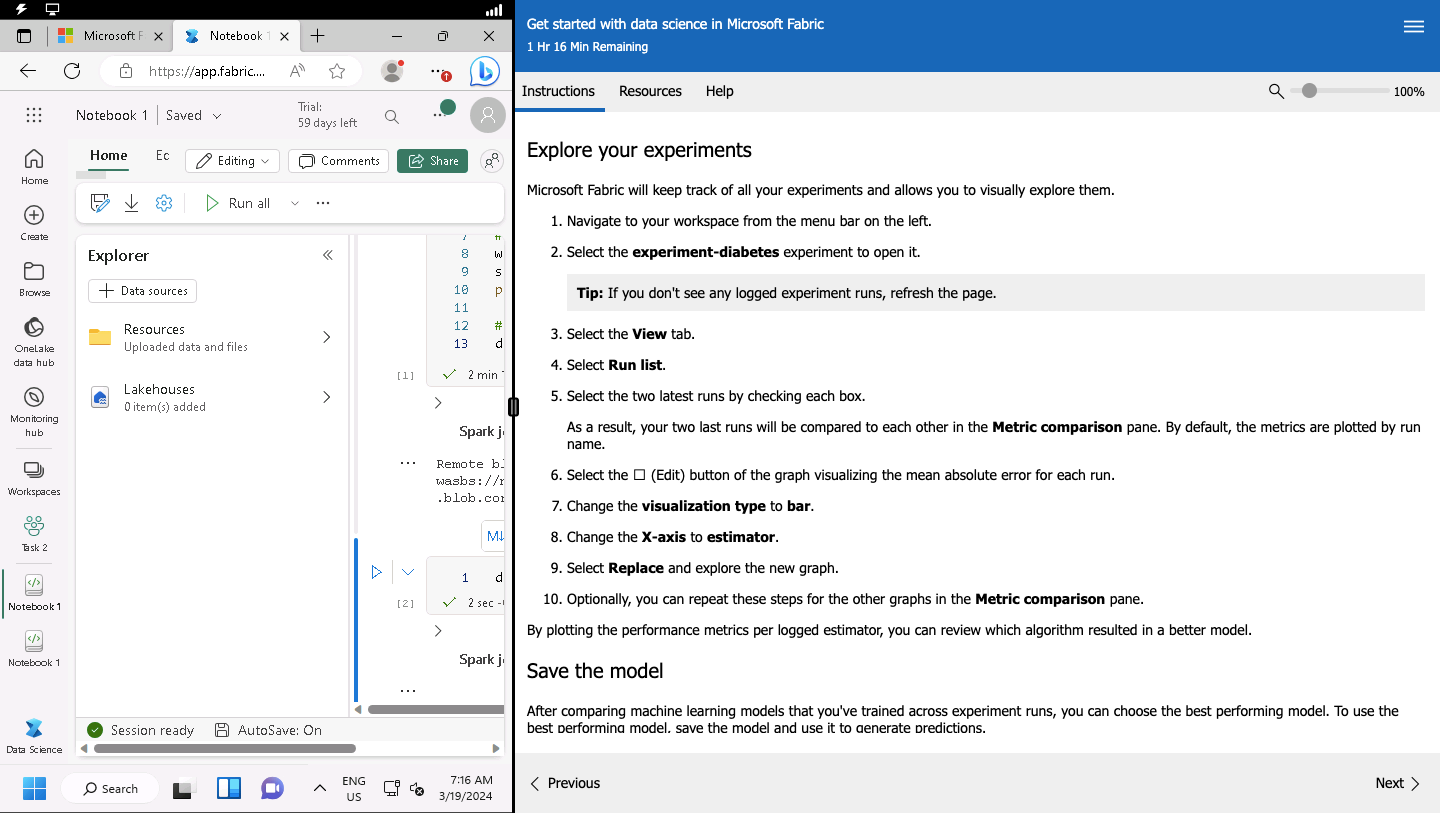 Microsoft F
Notebook 1
https://app.fabric....
Notebook 1
Saved
Trial:
59 days left
Home
Ec
Editing
Comments
Share
Run all
Home
Create
Browse
OneLake
data hub
Monitoring
hub
Workspaces
Task 2
Notebook 1
Notebook 1
Data Science
Explorer
Data sources
Resources
Uploaded data and files
Lakehouses
0 item(s) added
7 #
8 w
9 s
10 p
11
12 #
13 d
[1]
2 min
Spark j
Remote bl
wasbs://
.blob.cor
M↓
1 d
[2]
2 sec
Spark j
Session ready
AutoSave: On
Search
ENG
US
7:16 AM
3/19/2024
Get started with data science in Microsoft Fabric
1 Hr 16 Min Remaining
Instructions
Resources
Help
100%
Explore your experiments
Microsoft Fabric will keep track of all your experiments and allows you to visually explore them.
1. Navigate to your workspace from the menu bar on the left.
2. Select the experiment-diabetes experiment to open it.
Tip: If you don't see any logged experiment runs, refresh the page.
3. Select the View tab.
4. Select Run list.
5. Select the two latest runs by checking each box.
As a result, your two last runs will be compared to each other in the Metric comparison pane. By default, the metrics are plotted by run
name.
6. Select the ☐ (Edit) button of the graph visualizing the mean absolute error for each run.
7. Change the visualization type to bar.
8. Change the X-axis to estimator.
9. Select Replace and explore the new graph.
10. Optionally, you can repeat these steps for the other graphs in the Metric comparison pane.
By plotting the performance metrics per logged estimator, you can review which algorithm resulted in a better model.
Save the model
After comparing machine learning models that you've trained across experiment runs, you can choose the best performing model. To use the
best performing model, save the model and use it to generate predictions.
Previous
Next